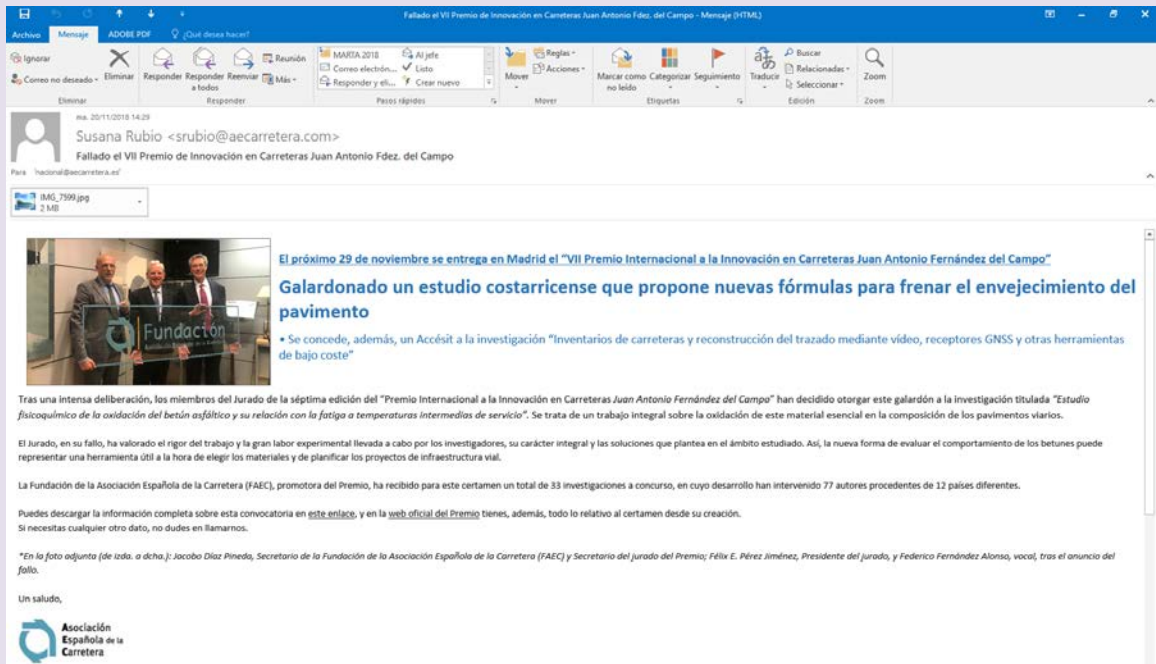 Fallado el VII Premio de Innovación en Carreteras Juan Antonio Fdez. del Campo - Mensaje (HTML)
Archivo Mensaje ADOBE PDF ¿Qué desea hacer?
Ignorar
Correo no deseado
Eliminar
Responder
Responder a todos
Reenviar
Reunión
Más
MARTA 2018
Correo electrón...
Responder y eli...
Al jefe
Listo
Crear nuevo
Mover
Reglas
Acciones
Marcar como no leído
Categorizar
Seguimiento
Traducir
Buscar
Relacionadas
Seleccionar
Zoom
Eliminar Responder Pasos rápidos Mover Etiquetas Edición Zoom
ma. 20/11/2018 14:29
Susana Rubio <srubio@aecarretera.com>
Fallado el VII Premio de Innovación en Carreteras Juan Antonio Fdez. del Campo
Para 'nacional@aecarretera.es'
IMG_7599.jpg
2 MB
Fundación
El próximo 29 de noviembre se entrega en Madrid el "VII Premio Internacional a la Innovación en Carreteras Juan Antonio Fernández del Campo"
Galardonado un estudio costarricense que propone nuevas fórmulas para frenar el envejecimiento del
pavimento
• Se concede, además, un Accésit a la investigación "Inventarios de carreteras y reconstrucción del trazado mediante vídeo, receptores GNSS y otras herramientas
de bajo coste"
Tras una intensa deliberación, los miembros del Jurado de la séptima edición del "Premio Internacional a la Innovación en Carreteras Juan Antonio Fernández del Campo" han decidido otorgar este galardón a la investigación titulada "Estudio
fisicoquímico de la oxidación del betún asfáltico y su relación con la fatiga a temperaturas intermedias de servicio". Se trata de un trabajo integral sobre la oxidación de este material esencial en la composición de los pavimentos viarios.
El Jurado, en su fallo, ha valorado el rigor del trabajo y la gran labor experimental llevada a cabo por los investigadores, su carácter integral y las soluciones que plantea en el ámbito estudiado. Así, la nueva forma de evaluar el comportamiento de los betunes puede
representar una herramienta útil a la hora de elegir los materiales y de planificar los proyectos de infraestructura vial.
La Fundación de la Asociación Española de la Carretera (FAEC), promotora del Premio, ha recibido para este certamen un total de 33 investigaciones a concurso, en cuyo desarrollo han intervenido 77 autores procedentes de 12 países diferentes.
Puedes descargar la información completa sobre esta convocatoria en este enlace, y en la web oficial del Premio tienes, además, todo lo relativo al certamen desde su creación.
Si necesitas cualquier otro dato, no dudes en llamarnos.
*En la foto adjunta (de izda. a dcha.): Jacobo Díaz Pineda, Secretario de la Fundación de la Asociación Española de la Carretera (FAEC) y Secretario del jurado del Premio; Félix E. Pérez Jiménez, Presidente del jurado, y Federico Fernández Alonso, vocal, tras el anuncio del
fallo.
Un saludo,
Asociación
Española de la
Carretera